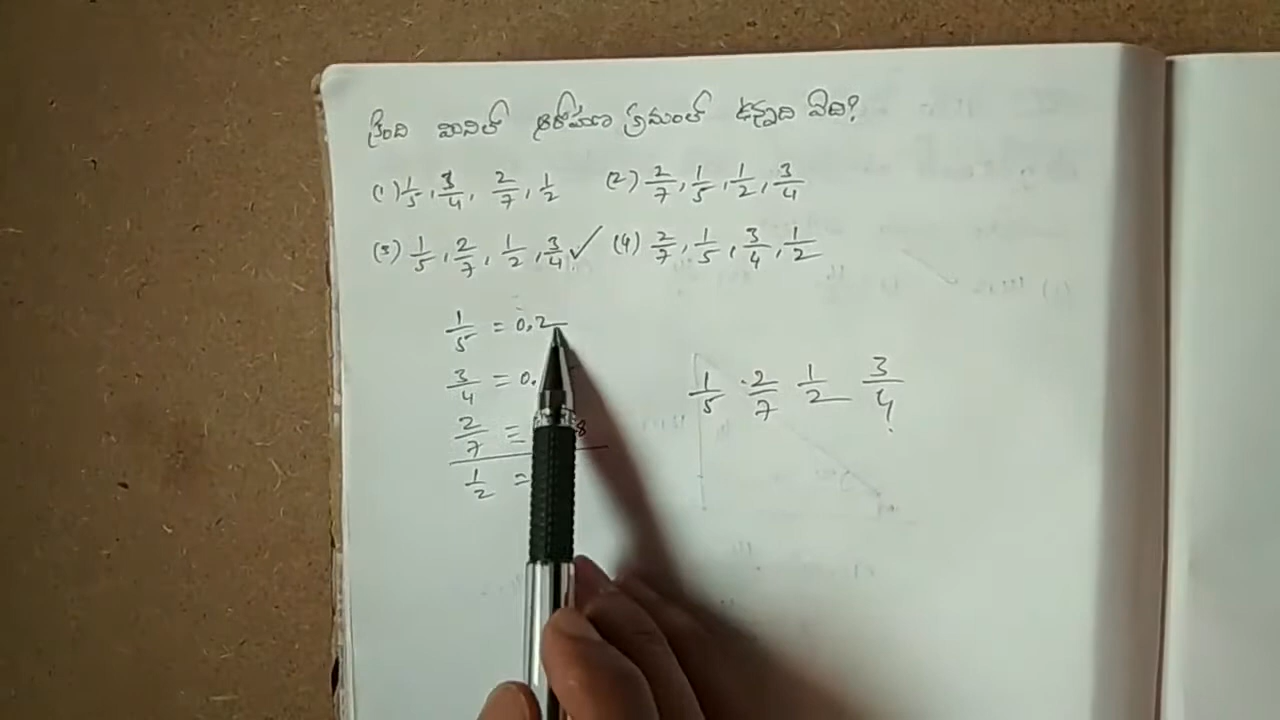 క్రింది వానిలో ఆరోహణ క్రమంలో ఉన్నది ఏది?
(1) 1/5, 3/4, 2/7, 1/2 (2) 2/7, 1/5, 1/2, 3/4
(3) 1/5, 2/7, 1/2, 3/4 ✓ (4) 2/7, 1/5, 3/4, 1/2
1/5 = 0.2
3/4 = 0.
2/7 = 8
1/2 =
1/5 2/7 1/2 3/4